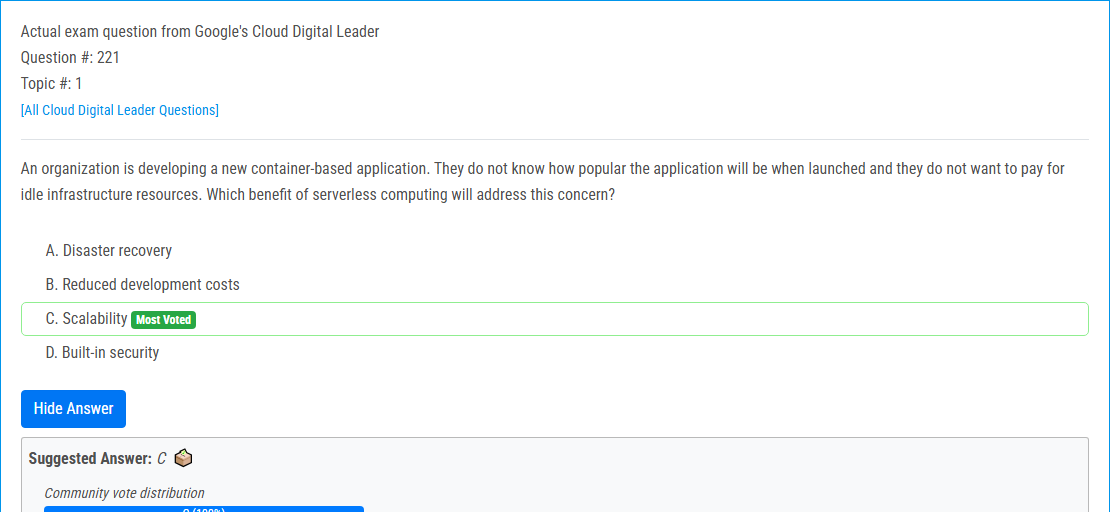 Actual exam question from Google's Cloud Digital Leader
Question #: 221
Topic #: 1
[All Cloud Digital Leader Questions]
An organization is developing a new container-based application. They do not know how popular the application will be when launched and they do not want to pay for
idle infrastructure resources. Which benefit of serverless computing will address this concern?
A. Disaster recovery
B. Reduced development costs
C. Scalability Most Voted
D. Built-in security
Hide Answer
Suggested Answer: C
Community vote distribution